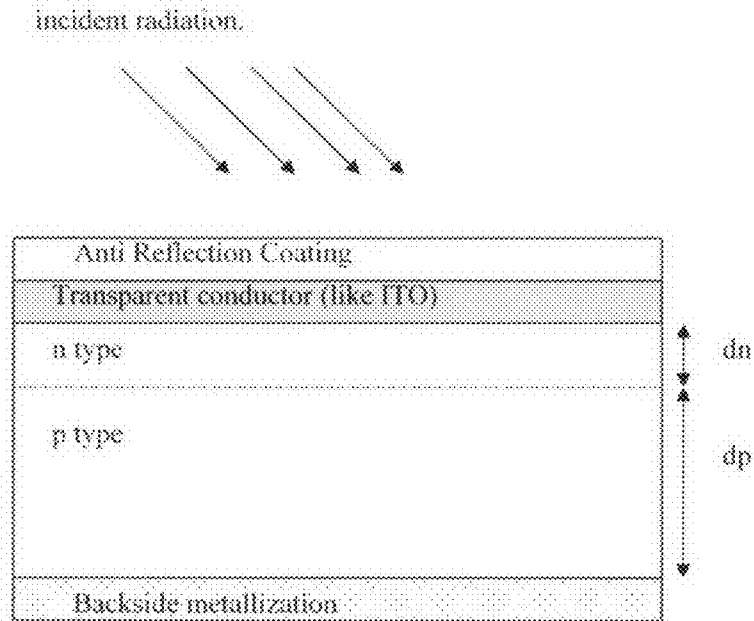 incident radiation.
Anti Reflection Coating
Transparent conductor (like ITO)
n type
dn
p type
dp
Backside metallization